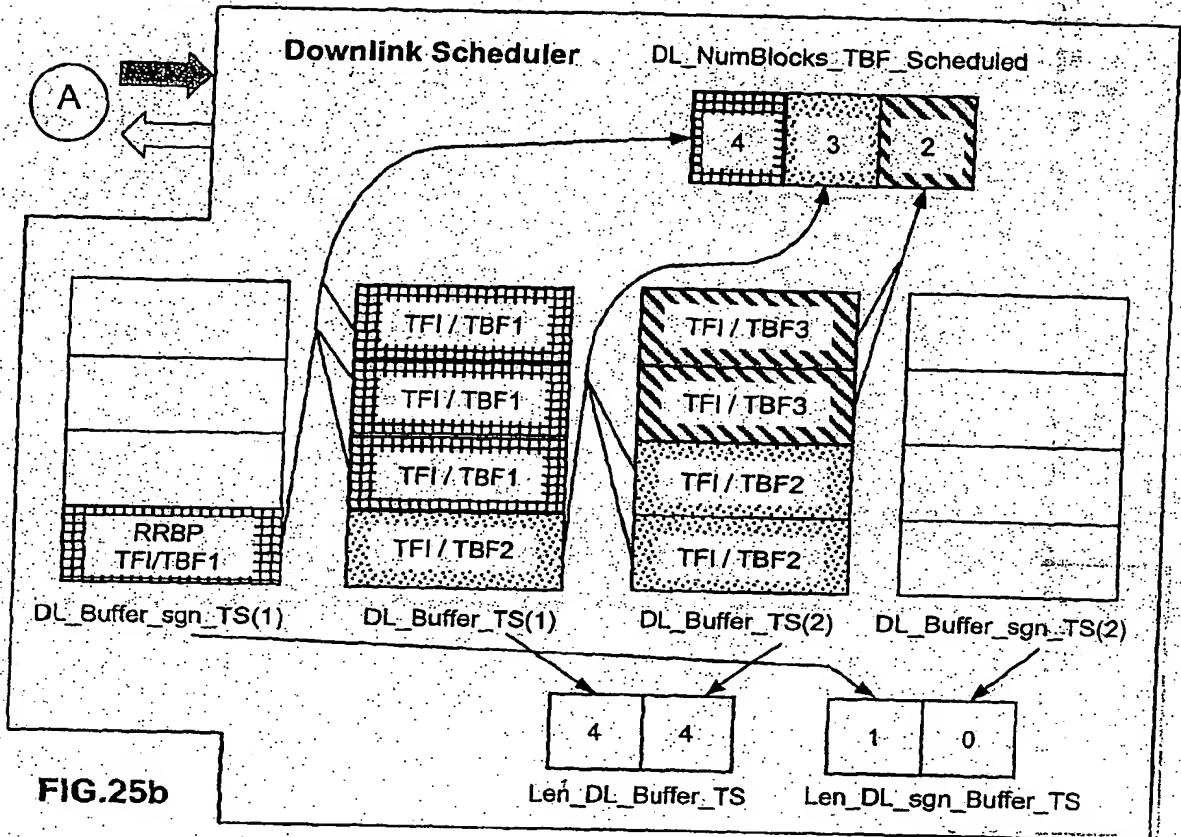 Downlink Scheduler
DL_NumBlocks_TBF_Scheduled
A
4
3
2
TFI / TBF1
TFI / TBF3
TFI / TBF1
TFI / TBF3
TFI / TBF1
TFI / TBF2
RRBP
TFI/TBF1
TFI / TBF2
TFI / TBF2
DL_Buffer_sgn_TS(1)
DL_Buffer_TS(1)
DL_Buffer_TS(2)
DL_Buffer_sgn_TS(2)
4
4
1
0
Len_DL_Buffer_TS
Len_DL_sgn_Buffer_TS
FIG.25b